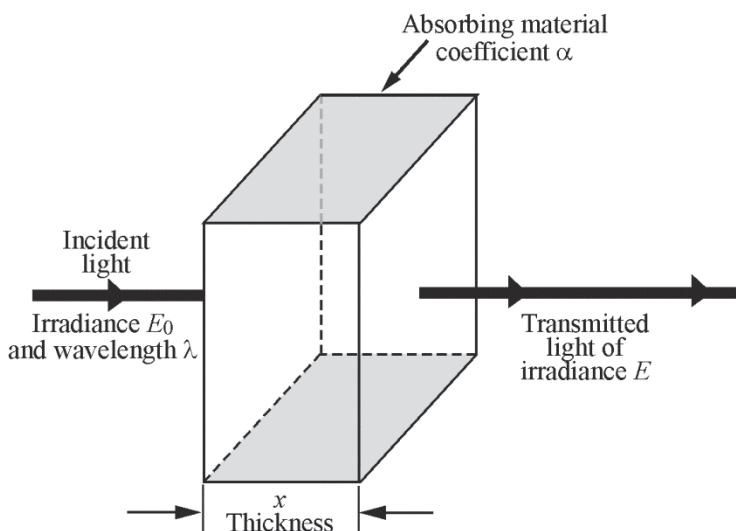 Absorbing material
coefficient α
Incident
light
Irradiance E0
and wavelength λ
Transmitted
light of
irradiance E
x
Thickness